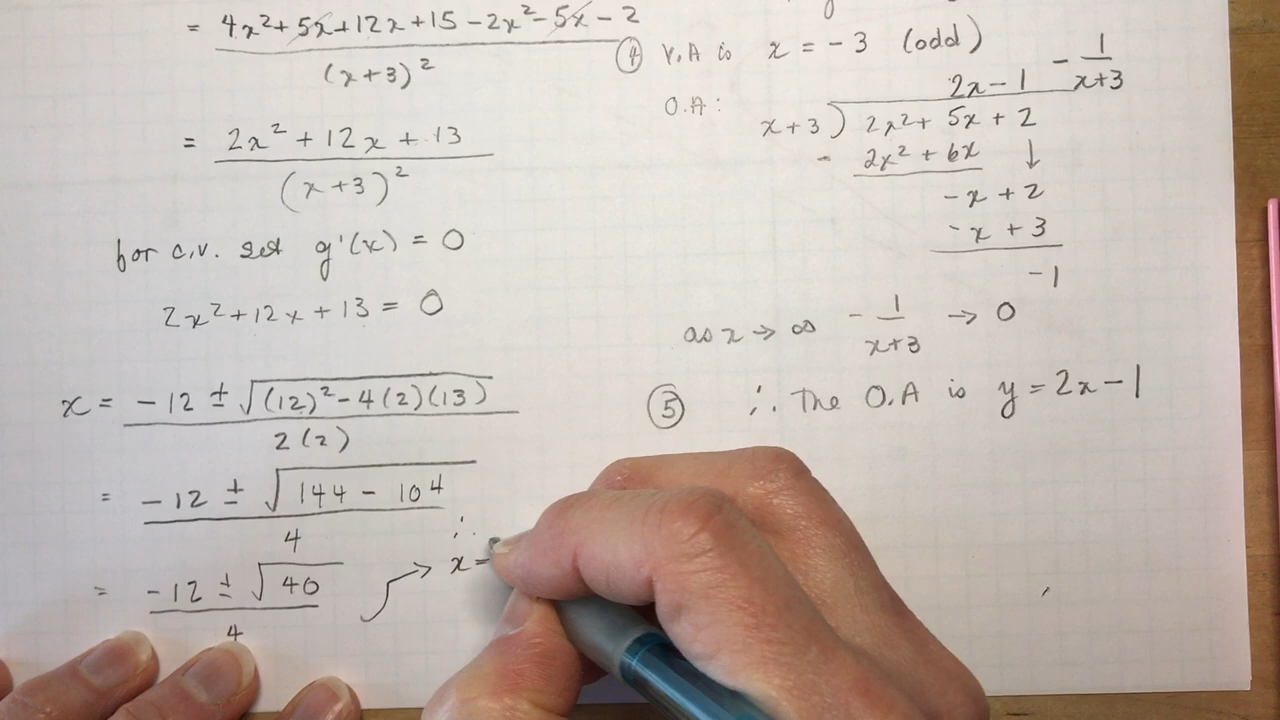 = 4x² + 5x + 12x + 15 - 2x² - 5x - 2
(x+3)²
= 2x² + 12x + 13
(x+3)²
for c.v. set g'(x) = 0
2x² + 12x + 13 = 0
x = -12 ± √(12)² - 4(2)(13)
2(2)
= -12 ± √144 - 104
4
= -12 ± √40
4
∴
x =
④ V.A is x = -3 (odd)
2x - 1 - 1
x+3
O.A:
x+3 ) 2x² + 5x + 2
- 2x² + 6x ↓
-x + 2
-x + 3
-1
as x → ∞ - 1 → 0
x+3
⑤ ∴ The O.A is y = 2x - 1